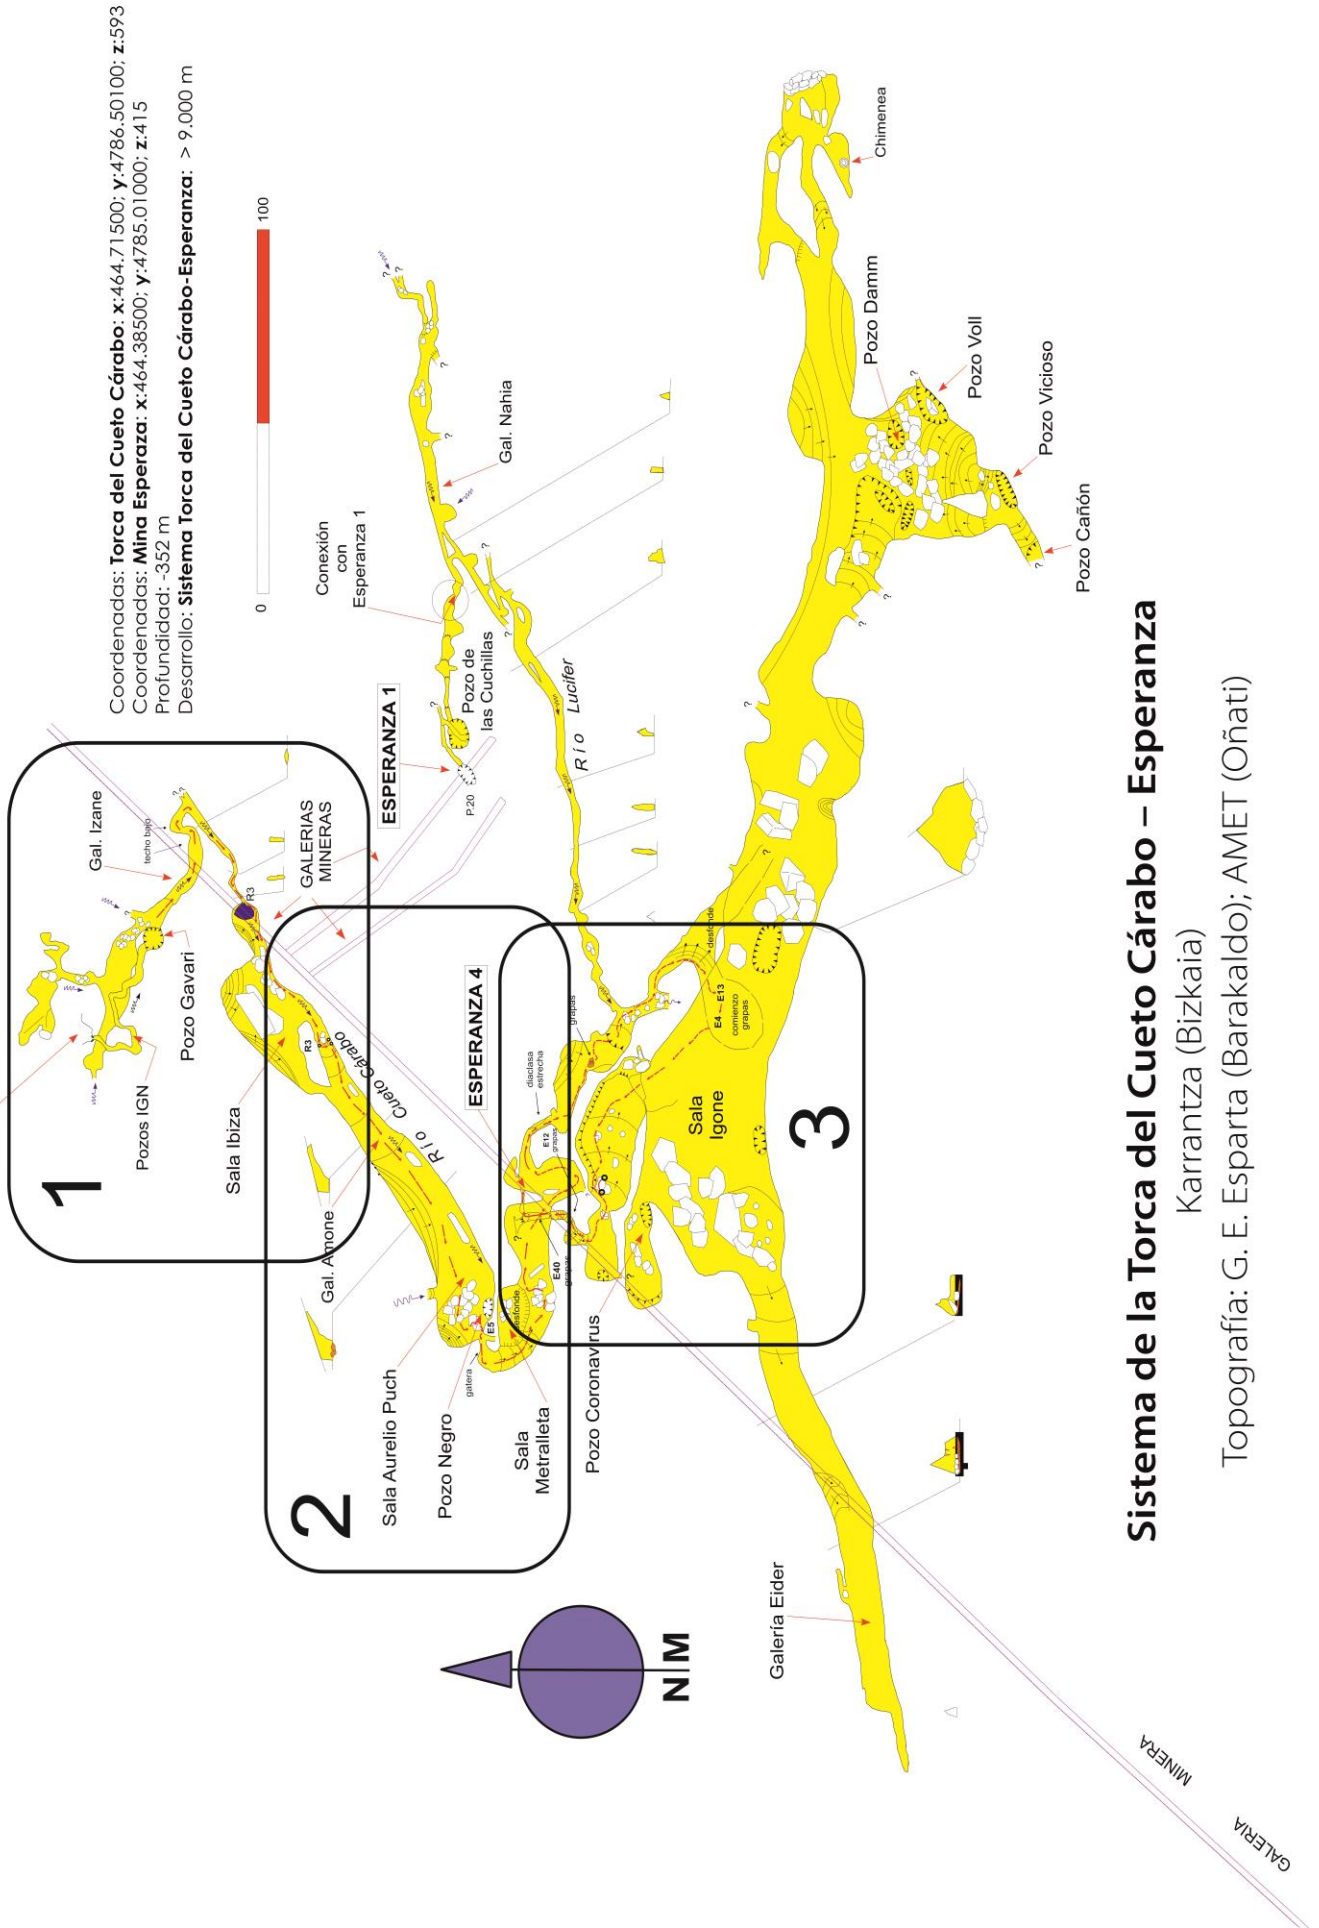 Coordenadas: Torca del Cueto Cárabo: x:464.71500; y:4786.50100; z:593
Coordenadas: Mina Esperaza: x:464.38500; y:4785.01000; z:415
Profundidad: -352 m
Desarrollo: Sistema Torca del Cueto Cárabo-Esperanza: > 9.000 m
0
100
1
Gal. Izane
techo bajo
Pozo Gavari
Pozos IGN
R3
GALERIAS
MINERAS
Sala Ibiza
2
R3
Río Cueto Cárabo
Gal. Amone
Sala Aurelio Puch
Pozo Negro
gatera
E5
desfonde
Sala
Metralleta
ESPERANZA 1
P.20
Pozo de
las Cuchillas
Conexión
con
Esperanza 1
Gal. Nahia
Río Lucifer
ESPERANZA 4
diaclasa
estrecha
grapas
E12
grapas
E40
grapas
Pozo Coronavirus
3
Sala
Igone
desfonde
E4
E13
comienzo
grapas
Chimenea
Pozo Damm
Pozo Voll
Pozo Vicioso
Pozo Cañón
Galería Eider
N M
GALERIA MINERA
Sistema de la Torca del Cueto Cárabo – Esperanza
Karrantza (Bizkaia)
Topografía: G. E. Esparta (Barakaldo); AMET (Oñati)